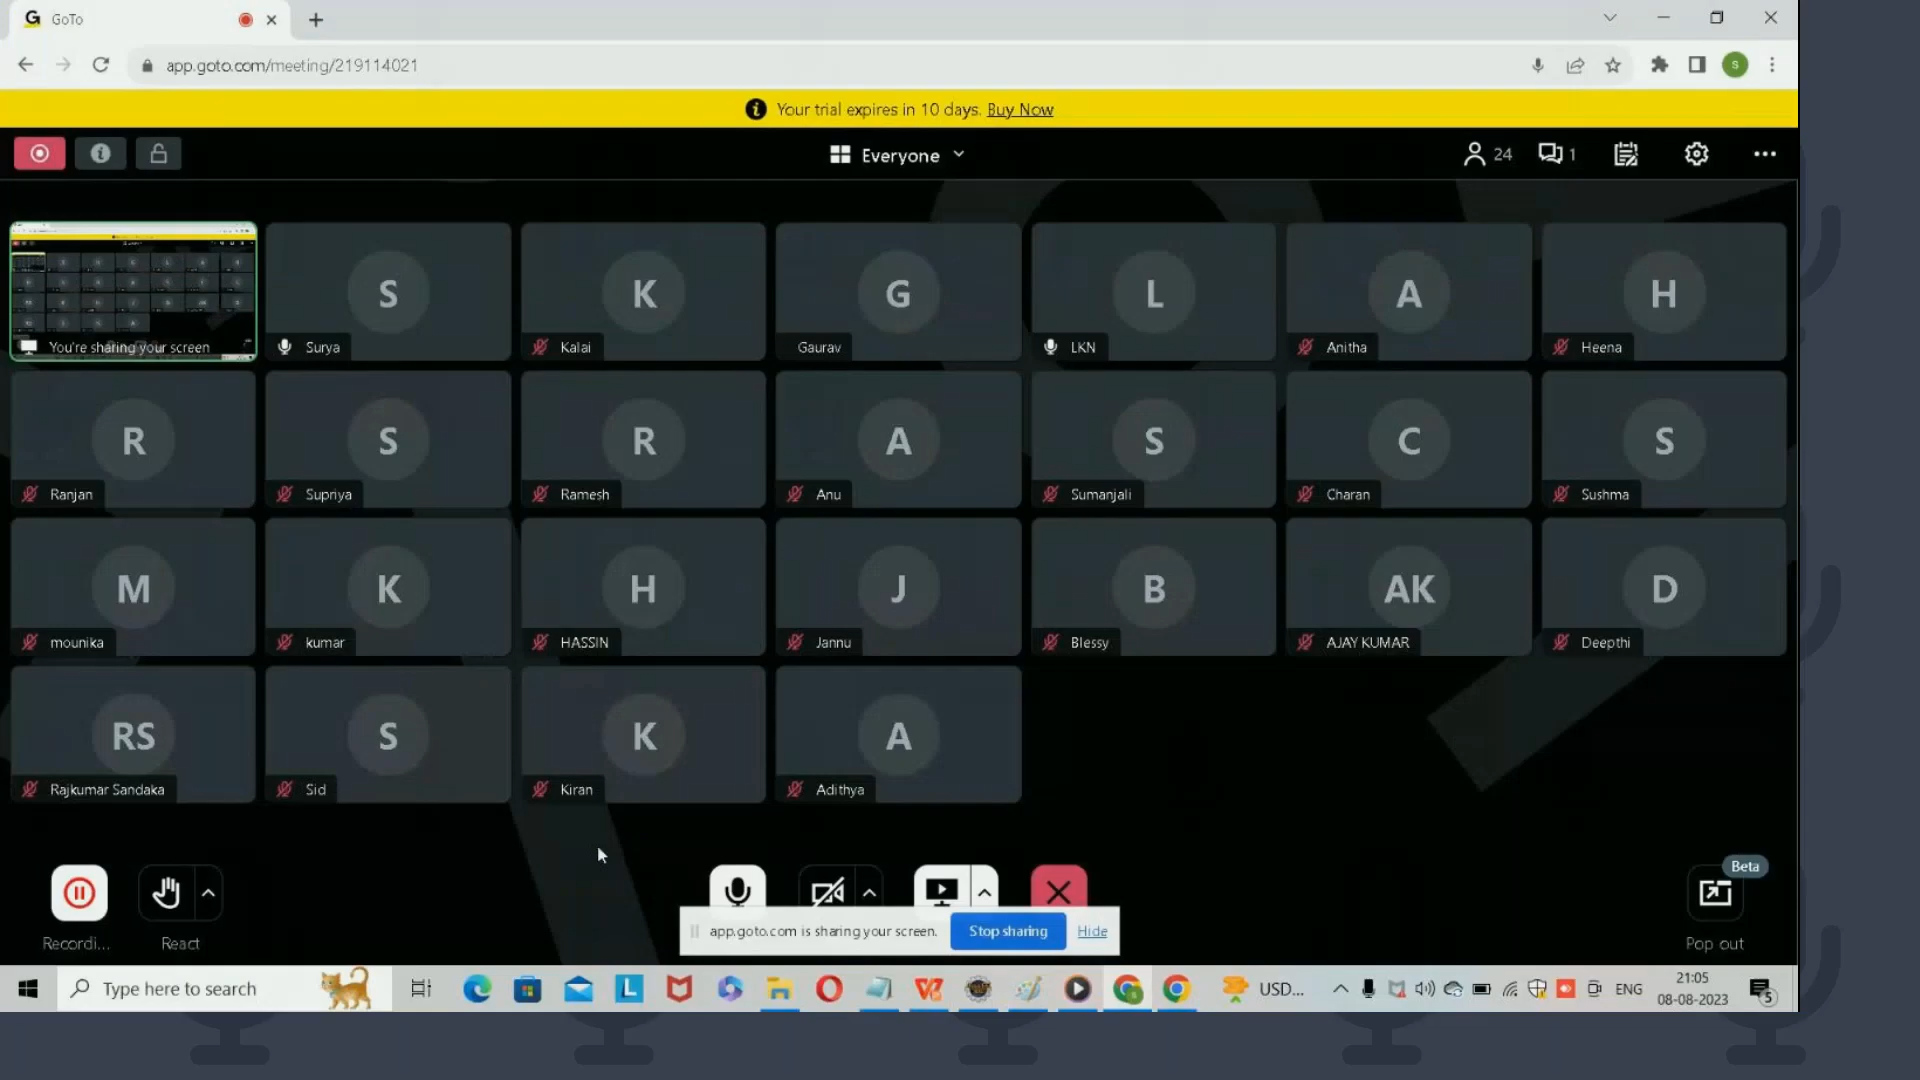 GoTo
app.goto.com/meeting/219114021
S
Your trial expires in 10 days. Buy Now
Everyone
24
1
You're sharing your screen
S
Surya
K
Kalai
G
Gaurav
L
LKN
A
Anitha
H
Heena
R
Ranjan
S
Supriya
R
Ramesh
A
Anu
S
Sumanjali
C
Charan
S
Sushma
M
mounika
K
kumar
H
HASSIN
J
Jannu
B
Blessy
AK
AJAY KUMAR
D
Deepthi
RS
Rajkumar Sandaka
S
Sid
K
Kiran
A
Adithya
Beta
Recordi...
React
app.goto.com is sharing your screen. Stop sharing Hide
Pop out
Type here to search
USD...
ENG
21:05
08-08-2023
5